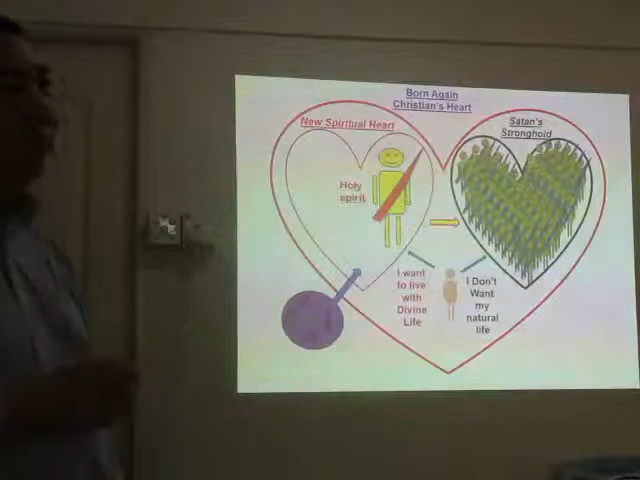 Born Again
Christian's Heart
New Spiritual Heart
Satan's
Stronghold
Holy
spirit
I want
to live
with
Divine
Life
I Don't
Want
my
natural
life